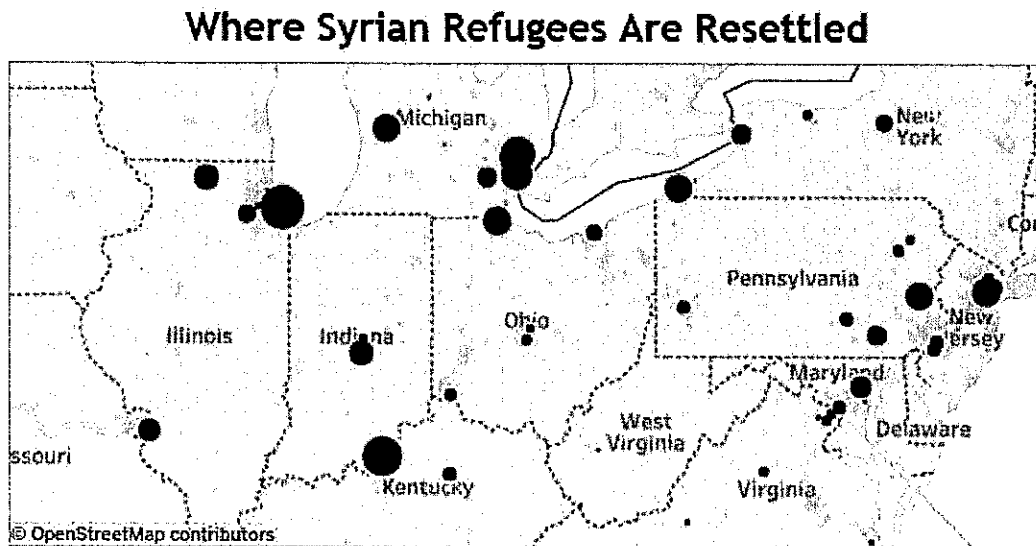 Where Syrian Refugees Are Resettled
Michigan
New
York
Pennsylvania
Illinois
Indiana
Ohio
New
Jersey
Maryland
West
Virginia
Delaware
ssouri
Kentucky
Virginia
© OpenStreetMap contributors